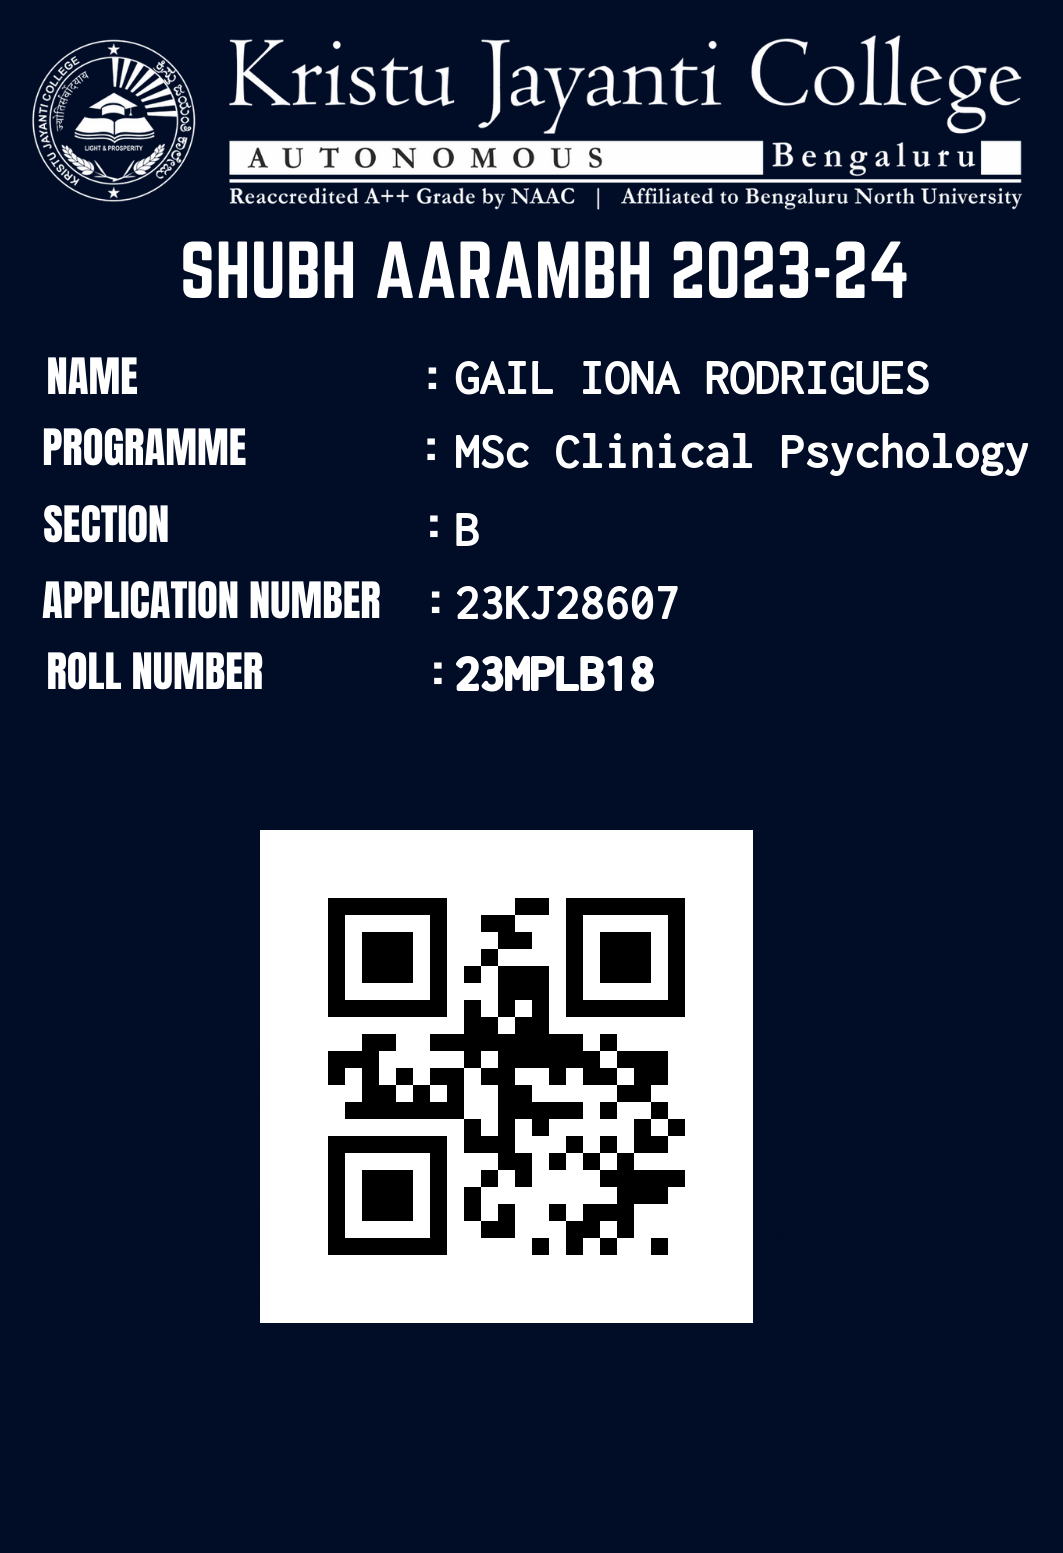 Kristu Jayanti College
AUTONOMOUS Bengaluru
Reaccredited A++ Grade by NAAC | Affiliated to Bengaluru North University
KRISTU JAYANTI COLLEGE
LIGHT & PROSPERITY
SHUBH AARAMBH 2023-24
NAME : GAIL IONA RODRIGUES
PROGRAMME : MSc Clinical Psychology
SECTION : B
APPLICATION NUMBER : 23KJ28607
ROLL NUMBER : 23MPLB18